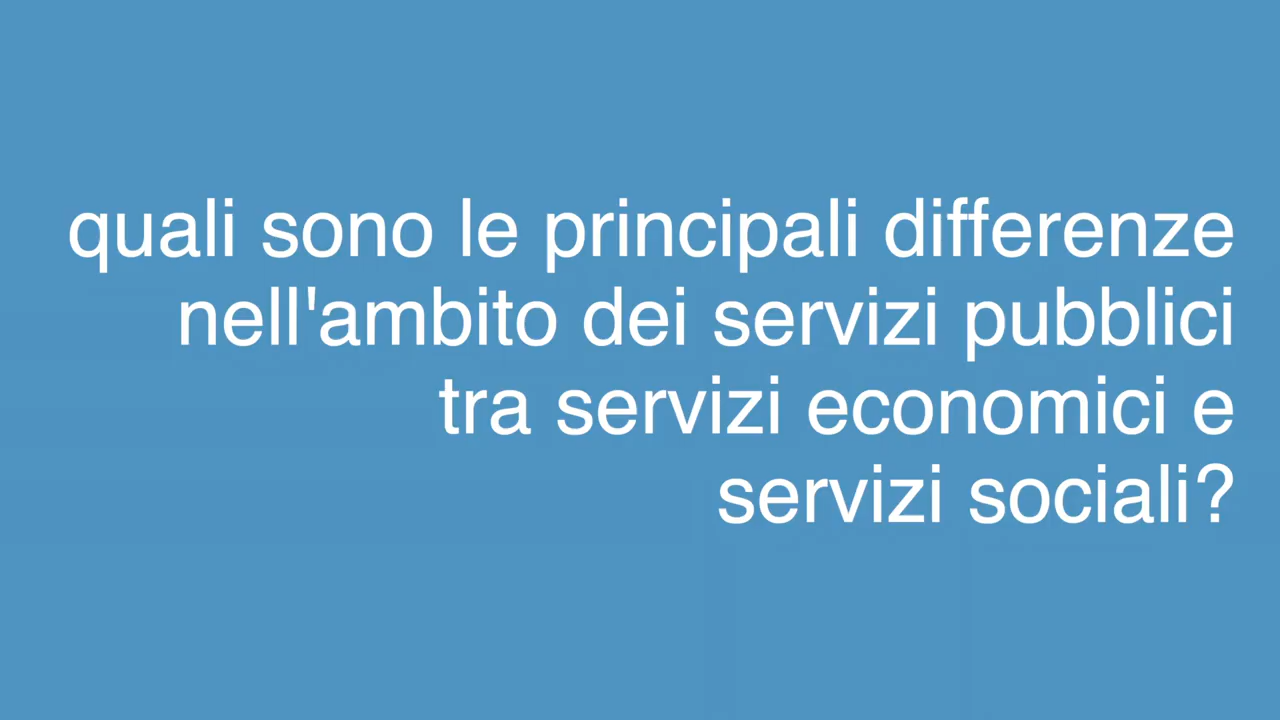 quali sono le principali differenze
nell'ambito dei servizi pubblici
tra servizi economici e
servizi sociali?